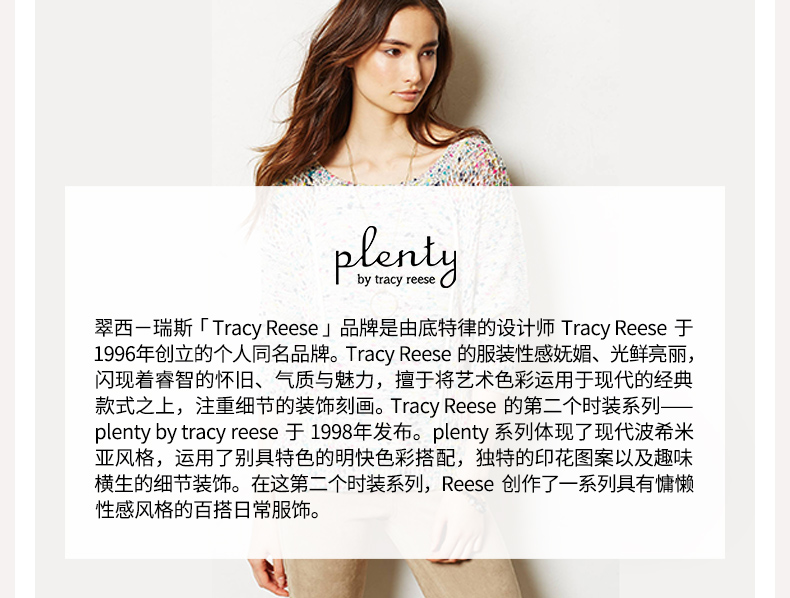 plenty
by tracy reese
翠西－瑞斯「Tracy Reese」品牌是由底特律的设计师 Tracy Reese 于
1996年创立的个人同名品牌。Tracy Reese 的服装性感妩媚、光鲜亮丽，
闪现着睿智的怀旧、气质与魅力，擅于将艺术色彩运用于现代的经典
款式之上，注重细节的装饰刻画。Tracy Reese 的第二个时装系列——
plenty by tracy reese 于 1998年发布。plenty 系列体现了现代波希米
亚风格，运用了别具特色的明快色彩搭配，独特的印花图案以及趣味
横生的细节装饰。在这第二个时装系列，Reese 创作了一系列具有慵懒
性感风格的百搭日常服饰。